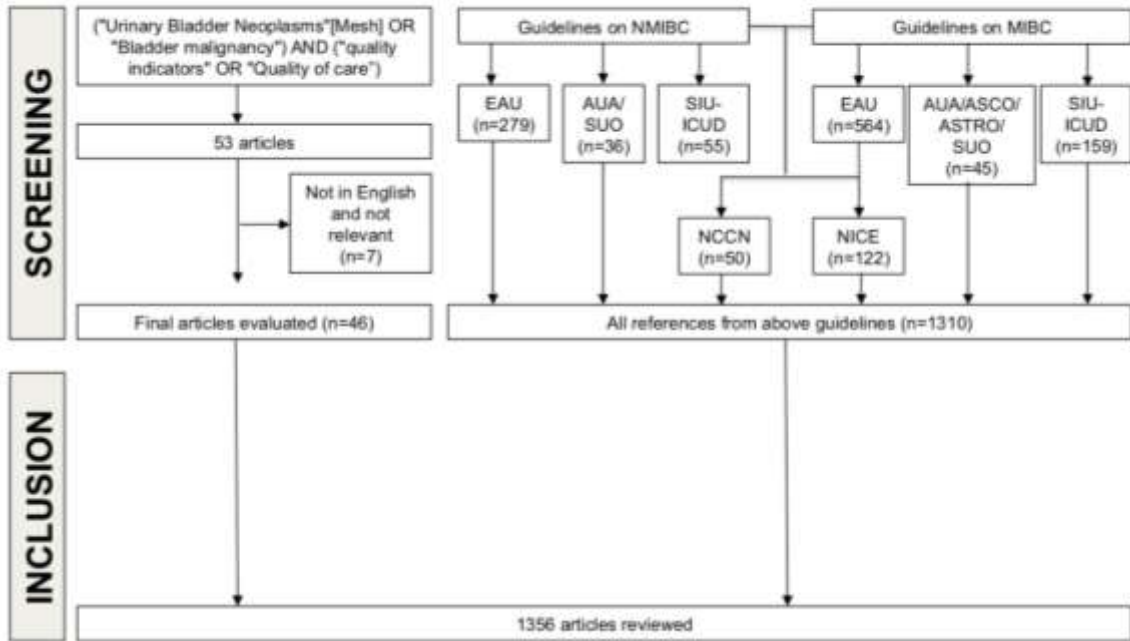 SCREENING
("Urinary Bladder Neoplasms"[Mesh] OR
"Bladder malignancy") AND ("quality
indicators" OR "Quality of care")
53 articles
Not in English
and not
relevant
(n=7)
Final articles evaluated (n=46)
Guidelines on NMIBC
Guidelines on MIBC
EAU
(n=279)
AUA/
SUO
(n=36)
SIU-
ICUD
(n=55)
EAU
(n=564)
AUA/ASCO/
ASTRO/
SUO
(n=45)
SIU-
ICUD
(n=159)
NCCN
(n=50)
NICE
(n=122)
All references from above guidelines (n=1310)
INCLUSION
1356 articles reviewed